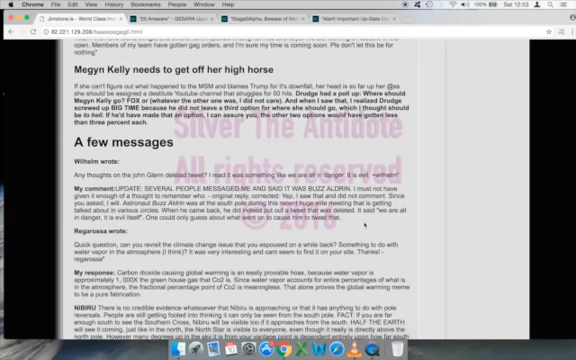 Chrome File Edit View History Bookmarks People Window Help
100%
Sat 12:53
Jimstone.is - World Class Inv
"20 Answers" - GESARA Up
"Stage3Alpha, Beware of Ni
"Alert! Important Up-Date Co
82.221.129.208
open. Members of my team have gotten gag orders, and I'm sure my time is coming soon. Pls don't let this be for
nothing"
Megyn Kelly needs to get off her high horse
If she can't figure out what happened to the MSM and blames Trump for it's downfall, her head is so far up her @ss
she should be assigned a destitute Youtube channel that struggles for 50 hits. Drudge had a poll up: Where should
Megyn Kelly go? FOX or (whatever the other one was, I did not care). And when I saw that, I realized Drudge
screwed up BIG TIME because he did not leave a third option for where she should go, which I thought should
be to hell. If he'd have made that an option, I can assure you, the other two options would have gotten less
than three percent each.
A few messages
Wilhelm wrote:
Any thoughts on the john Glenn deleted tweet? I read it was something like we are all in danger. It is evil. ~wilhelm"
My comment: UPDATE: SEVERAL PEOPLE MESSAGED ME AND SAID IT WAS BUZZ ALDRIN. I must not have
given it enough of a thought to remember who. - original reply, corrected: Yep, I saw that and did not comment. Since
you asked, I will. Astronaut Buzz Aldrin was at the south pole during this recent huge elite meeting that is getting
talked about in various circles. When he came back, he did indeed put out a tweet that was deleted. It said "we are all
in danger, it is evil itself". One could only guess about what went on to cause him to tweet that.
Regarossa wrote:
Quick question, can you revisit the climate change issue that you espoused on a while back? Something to do with
water vapor in the atmosphere (I think)? It was very interesting and cant seem to find it on your site. Thanks! -
regarossa"
My response: Carbon dioxide causing global warming is an easily provable hoax, because water vapor is
approximately 1, 000X the green house gas that Co2 is. Since water vapor accounts for entire percentages of what is
in the atmosphere, the fractional percentage point of Co2 is meaningless. That alone proves the global warming meme
to be a pure fabrication.
NIBIRU There is no credible evidence whatsoever that Nibiru is approaching or that it has anything to do with pole
reversals. People are still getting fooled into thinking it can only be seen from the south pole. FACT: If you are far
enough south to see the Southern Cross, Nibiru will be visible too if it approaches from the south. HALF THE EARTH
will see it coming, just like in the north, the North Star is visible to everyone, even though it really is directly above the
north pole.
Silver The Antidote
All rights reserved
© 2016